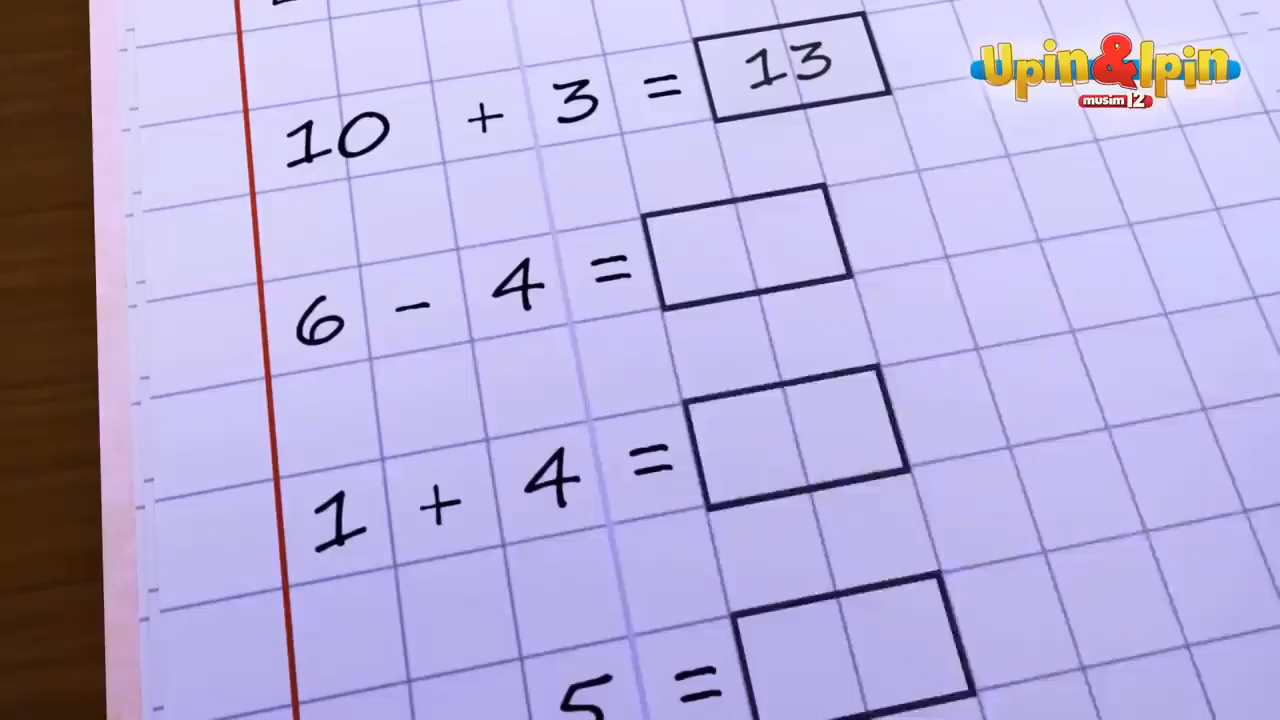 Upin&Ipin
musim 12
10 + 3 = 13
6 - 4 =
1 + 4 =
5 =